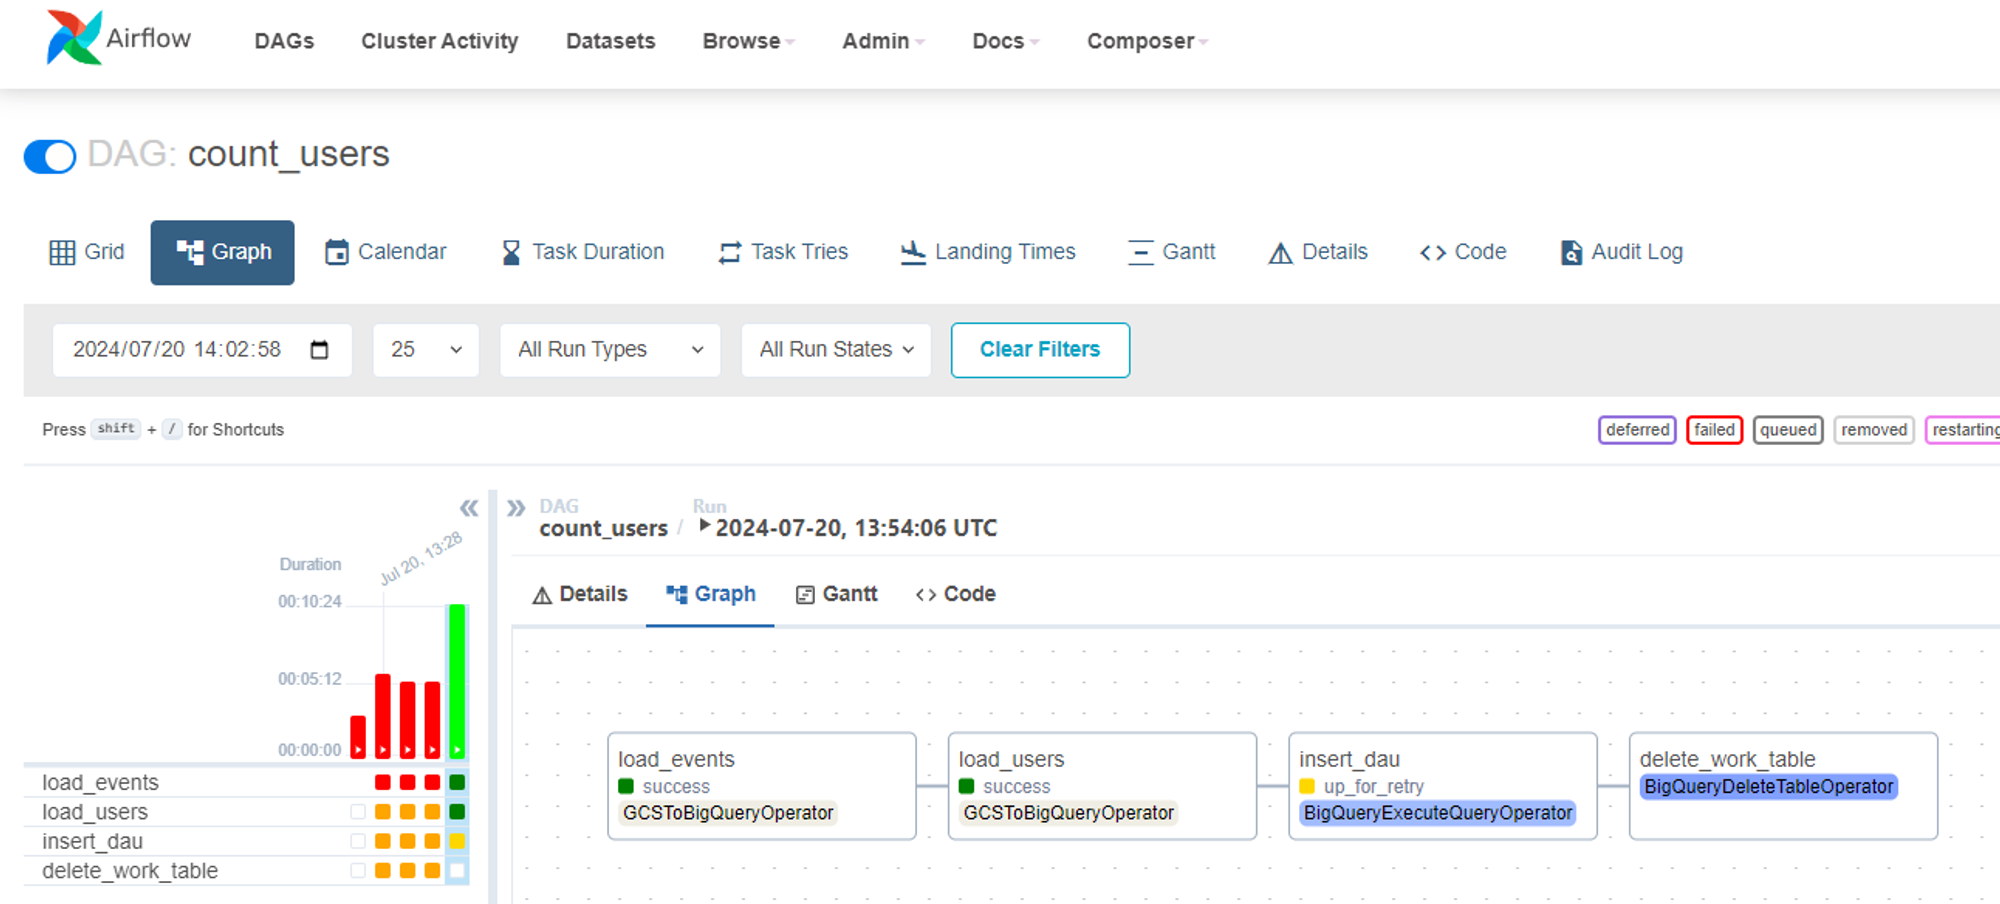 Airflow DAGs Cluster Activity Datasets Browse Admin Docs Composer
DAG: count_users
Grid Graph Calendar Task Duration Task Tries Landing Times Gantt Details Code Audit Log
2024/07/20 14:02:58 25 All Run Types All Run States Clear Filters
Press shift + / for Shortcuts deferred failed queued removed restarting
DAG Run
count_users / 2024-07-20, 13:54:06 UTC
Jul 20, 13:28
Duration
00:10:24
00:05:12
00:00:00
load_events
load_users
insert_dau
delete_work_table
Details Graph Gantt Code
load_events
success
GCSToBigQueryOperator
load_users
success
GCSToBigQueryOperator
insert_dau
up_for_retry
BigQueryExecuteQueryOperator
delete_work_table
BigQueryDeleteTableOperator